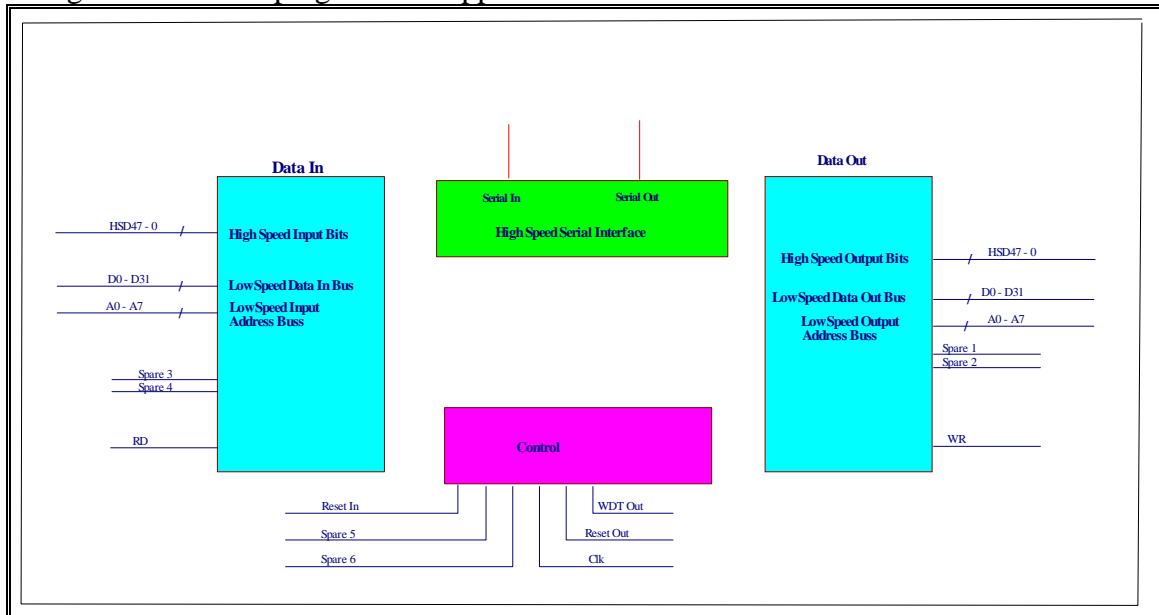 Data In
HSD47 - 0
High Speed Input Bits
D0 - D31
Low Speed Data In Bus
A0 - A7
Low Speed Input
Address Buss
Spare 3
Spare 4
RD
Serial In
Serial Out
High Speed Serial Interface
Control
Reset In
Spare 5
Spare 6
WDT Out
Reset Out
Clk
Data Out
High Speed Output Bits
HSD47 - 0
Low Speed Data Out Bus
D0 - D31
Low Speed Output
Address Buss
A0 - A7
Spare 1
Spare 2
WR